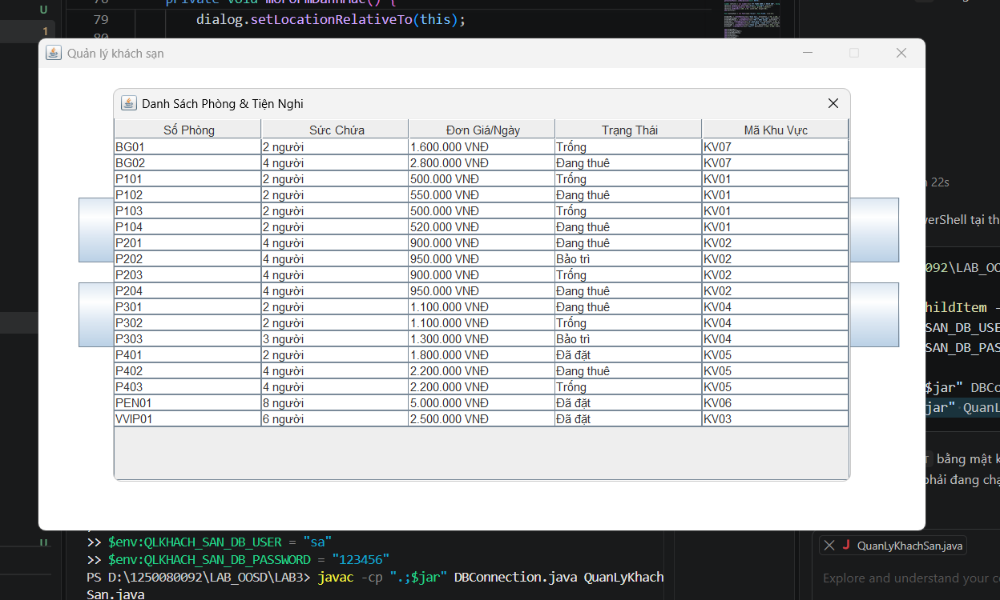 U
78 private void moFormDanhMuc() {
79 dialog.setLocationRelativeTo(this);
1
80
Quản lý khách sạn
Danh Sách Phòng & Tiện Nghi
Số Phòng Sức Chứa Đơn Giá/Ngày Trạng Thái Mã Khu Vực
BG01 2 người 1.600.000 VNĐ Trống KV07
BG02 4 người 2.800.000 VNĐ Đang thuê KV07
P101 2 người 500.000 VNĐ Trống KV01
P102 2 người 550.000 VNĐ Đang thuê KV01
P103 2 người 500.000 VNĐ Trống KV01
P104 2 người 520.000 VNĐ Đang thuê KV01
P201 4 người 900.000 VNĐ Đang thuê KV02
P202 4 người 950.000 VNĐ Bảo trì KV02
P203 4 người 900.000 VNĐ Trống KV02
P204 4 người 950.000 VNĐ Đang thuê KV02
P301 2 người 1.100.000 VNĐ Đang thuê KV04
P302 2 người 1.100.000 VNĐ Trống KV04
P303 3 người 1.300.000 VNĐ Bảo trì KV04
P401 2 người 1.800.000 VNĐ Đã đặt KV05
P402 4 người 2.200.000 VNĐ Đang thuê KV05
P403 4 người 2.200.000 VNĐ Trống KV05
PEN01 8 người 5.000.000 VNĐ Đã đặt KV06
VVIP01 6 người 2.500.000 VNĐ Đã đặt KV03
22s
verShell tại th
092\LAB_OO
hildItem -
SAN_DB_USE
SAN_DB_PAS
$jar" DBCo
jar" QuanL
bằng mật k
phải đang chạ
>> $env:QLKHACH_SAN_DB_USER = "sa"
>> $env:QLKHACH_SAN_DB_PASSWORD = "123456"
PS D:\1250080092\LAB_OOSD\LAB3> javac -cp ".;$jar" DBConnection.java QuanLyKhach
San.java
J QuanLyKhachSan.java
Explore and understand your co